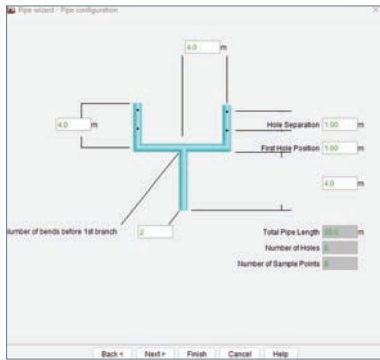 Pipe wizard - Pipe configuration
4.0 m
4.0 m
Hole Separation 1.00 m
First Hole Position 1.00 m
4.0 m
Number of bends before 1st branch 2
Total Pipe Length m
Number of Holes
Number of Sample Points
Back < Next > Finish Cancel Help